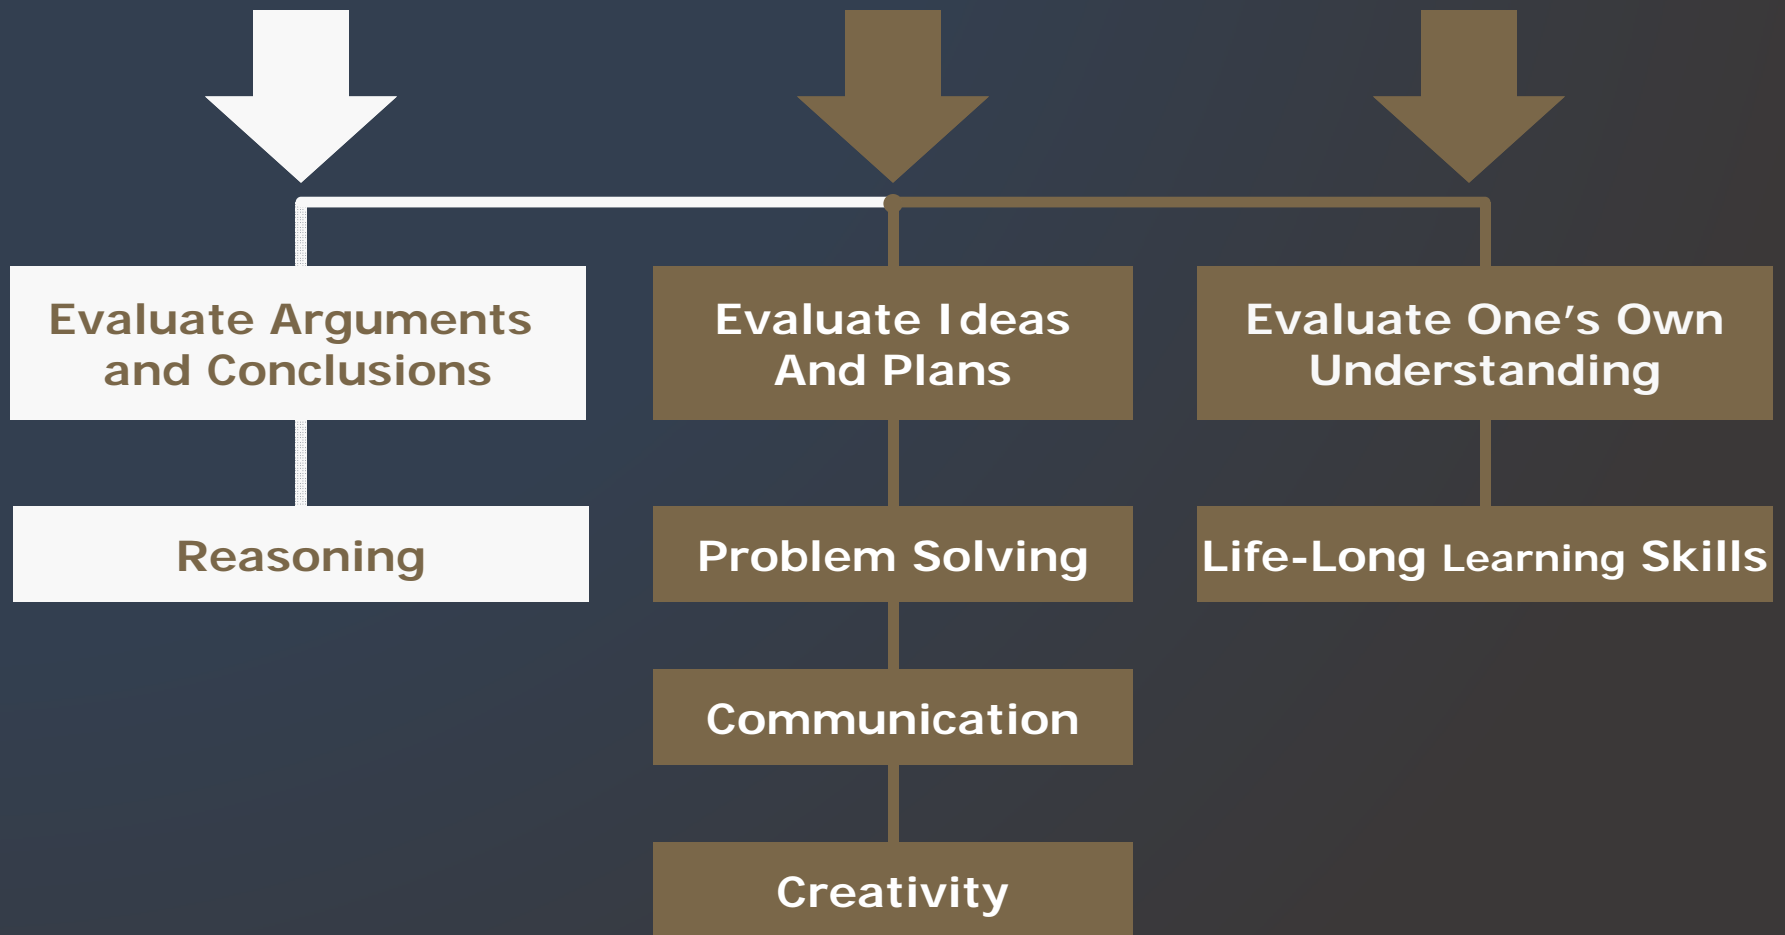 Evaluate Arguments
and Conclusions
Evaluate Ideas
And Plans
Evaluate One’s Own
Understanding
Reasoning
Problem Solving
Life-Long Learning Skills
Communication
Creativity